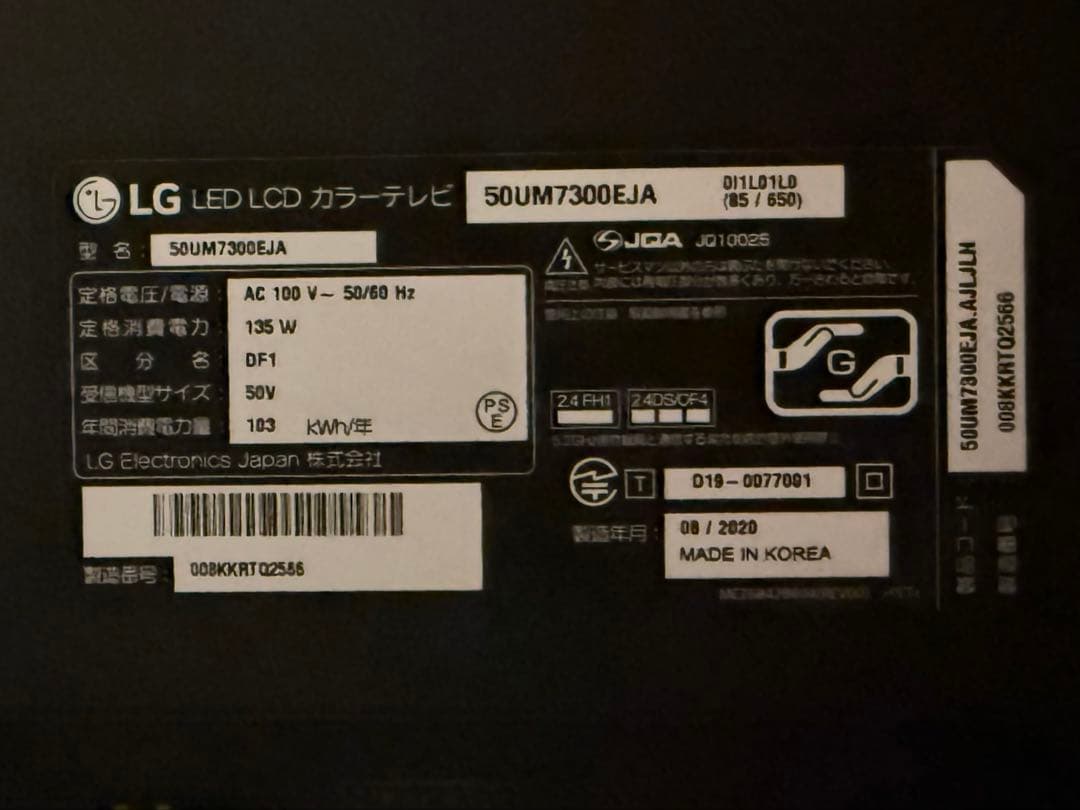 LG LED LCD カラーテレビ
50UM7300EJA
DI1L01L0
(85 / 650)
型 名 : 50UM7300EJA
定格電圧/電源 : AC 100 V~ 50/60 Hz
定格消費電力 : 135 W
区 分 名 : DF1
受信機型サイズ : 50V
年間消費電力量 : 103 kWh/年
PS
E
LG Electronics Japan 株式会社
製造番号 : 008KKRTQ2566
JQA JQ10025
G
2.4 FH1
2.4DS/OF4
T
D19-0077001
製造年月 :
08 / 2020
MADE IN KOREA
50UM7300EJA.AJLJLJH
008KKRTQ2566